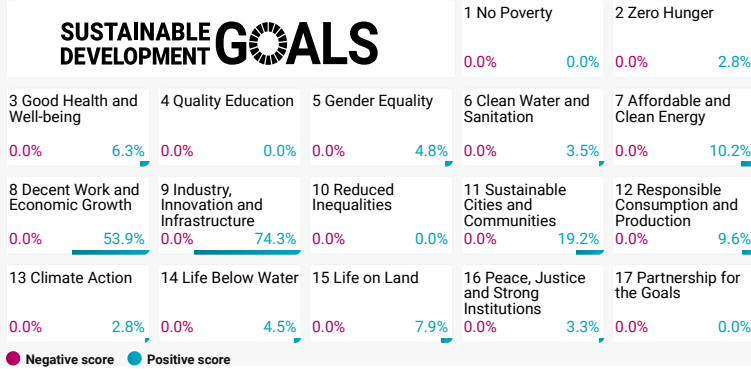 SUSTAINABLE
DEVELOPMENT
GOALS
1 No Poverty
0.0% 0.0%
2 Zero Hunger
0.0% 2.8%
3 Good Health and
Well-being
0.0% 6.3%
4 Quality Education
0.0% 0.0%
5 Gender Equality
0.0% 4.8%
6 Clean Water and
Sanitation
0.0% 3.5%
7 Affordable and
Clean Energy
0.0% 10.2%
8 Decent Work and
Economic Growth
0.0% 53.9%
9 Industry,
Innovation and
Infrastructure
0.0% 74.3%
10 Reduced
Inequalities
0.0% 0.0%
11 Sustainable
Cities and
Communities
0.0% 19.2%
12 Responsible
Consumption and
Production
0.0% 9.6%
13 Climate Action
0.0% 2.8%
14 Life Below Water
0.0% 4.5%
15 Life on Land
0.0% 7.9%
16 Peace, Justice
and Strong
Institutions
0.0% 3.3%
17 Partnership for
the Goals
0.0% 0.0%
Negative score Positive score